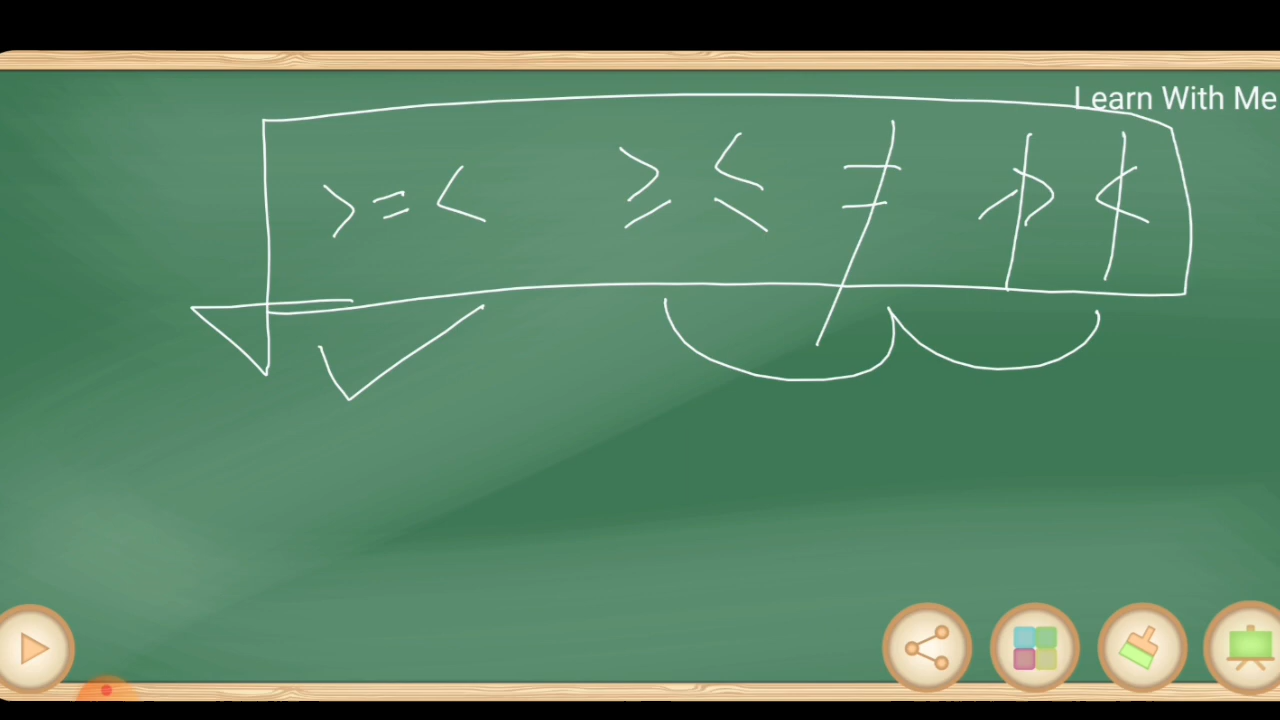 Learn With Me
> = < ≥ ≤ ≠ ≯ ≮